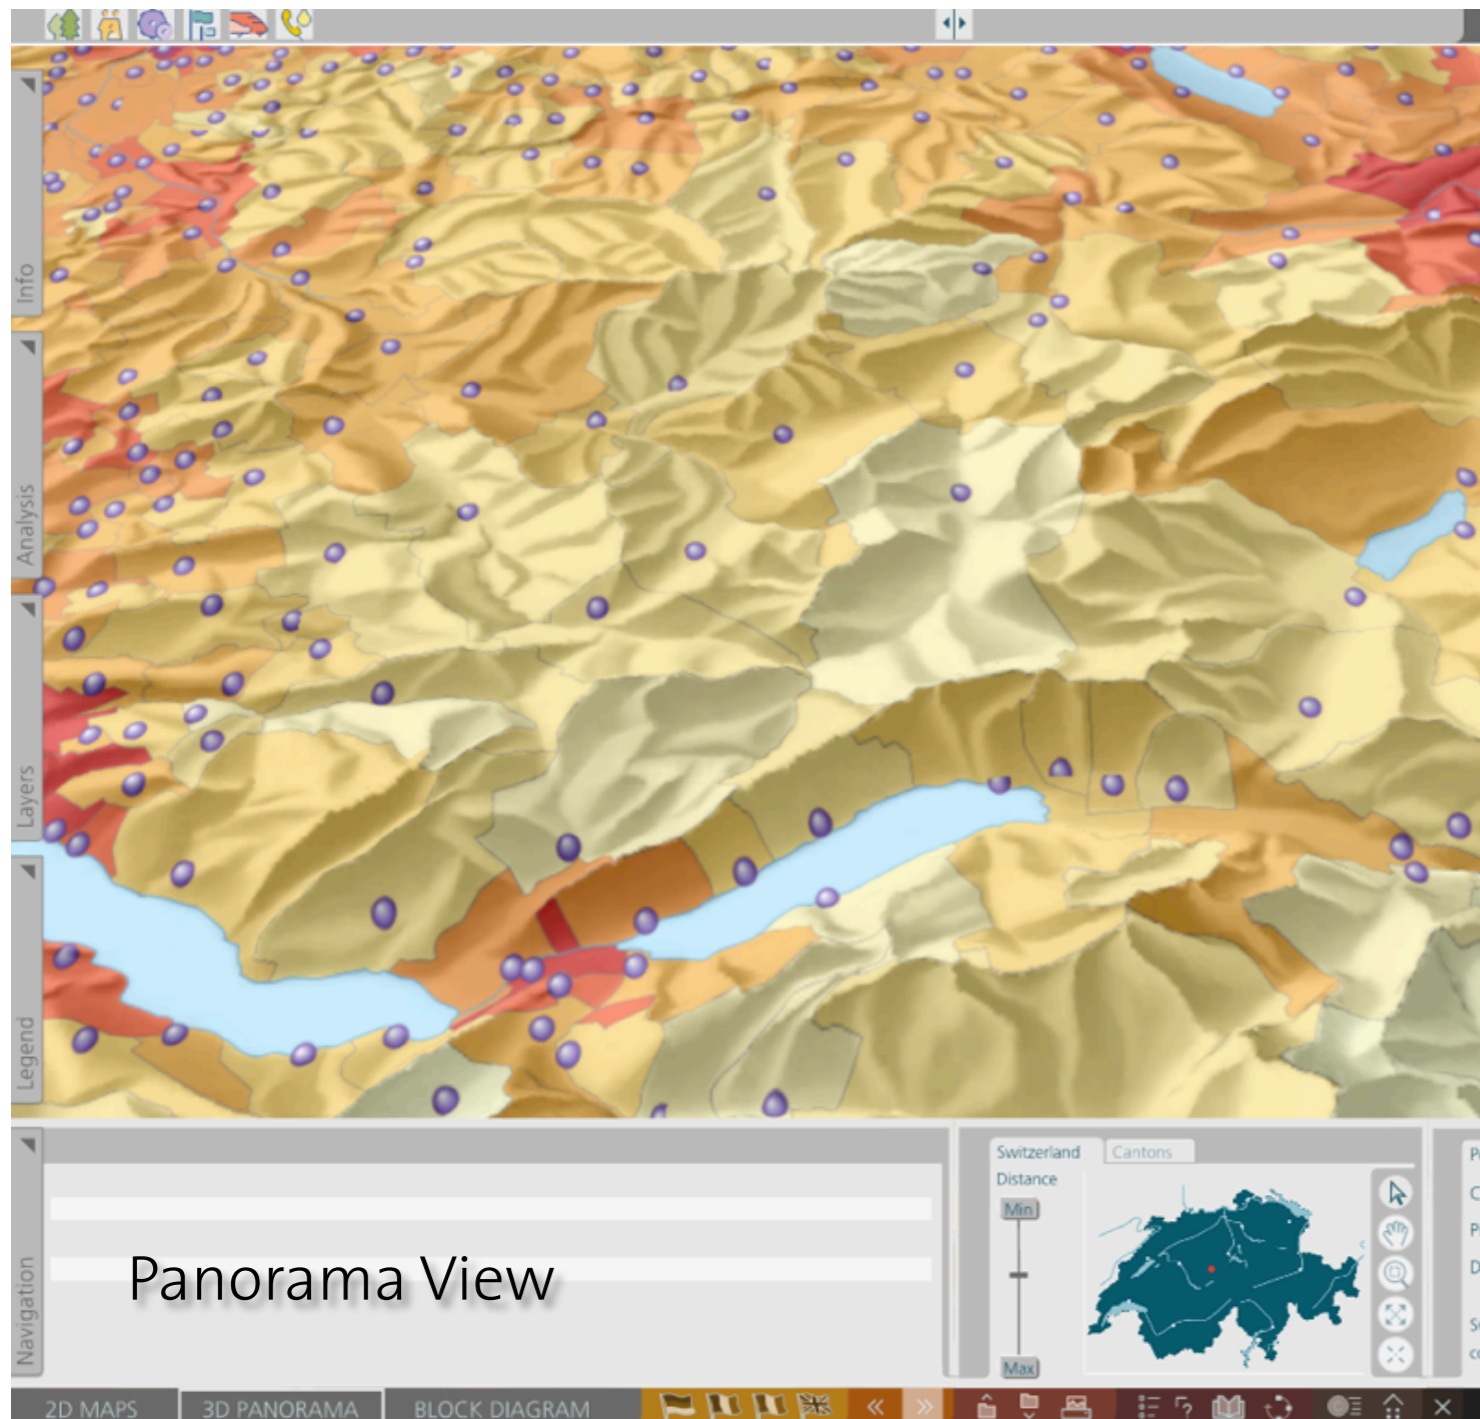 Info
Analysis
Layers
Legend
Navigation
Panorama View
Switzerland
Cantons
Distance
Min
Max
2D MAPS
3D PANORAMA
BLOCK DIAGRAM